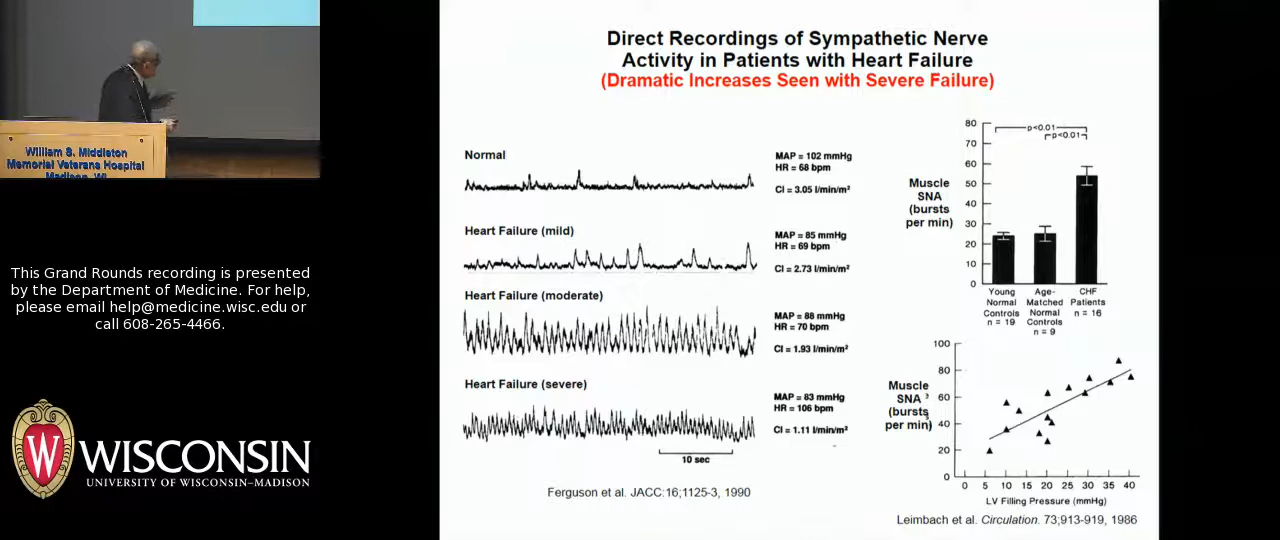 William S. Middleton
Memorial Veterans Hospital
Madison, WI
This Grand Rounds recording is presented
by the Department of Medicine. For help,
please email help@medicine.wisc.edu or
call 608-265-4466.
W
WISCONSIN
UNIVERSITY OF WISCONSIN–MADISON
Direct Recordings of Sympathetic Nerve
Activity in Patients with Heart Failure
(Dramatic Increases Seen with Severe Failure)
Normal
MAP = 102 mmHg
HR = 68 bpm
CI = 3.05 l/min/m²
Heart Failure (mild)
MAP = 85 mmHg
HR = 69 bpm
CI = 2.73 l/min/m²
Heart Failure (moderate)
MAP = 88 mmHg
HR = 70 bpm
CI = 1.93 l/min/m²
Heart Failure (severe)
MAP = 83 mmHg
HR = 106 bpm
CI = 1.11 l/min/m²
10 sec
Ferguson et al. JACC:16;1125-3, 1990
Muscle
SNA
(bursts
per min)
80
70
60
50
40
30
20
10
0
p<0.01
p<0.01
Young
Normal
Controls
n = 19
Age-
Matched
Normal
Controls
n = 9
CHF
Patients
n = 16
Muscle
SNA
(bursts
per min)
100
80
60
40
20
0
0 5 10 15 20 25 30 35 40
LV Filling Pressure (mmHg)
Leimbach et al. Circulation. 73;913-919, 1986